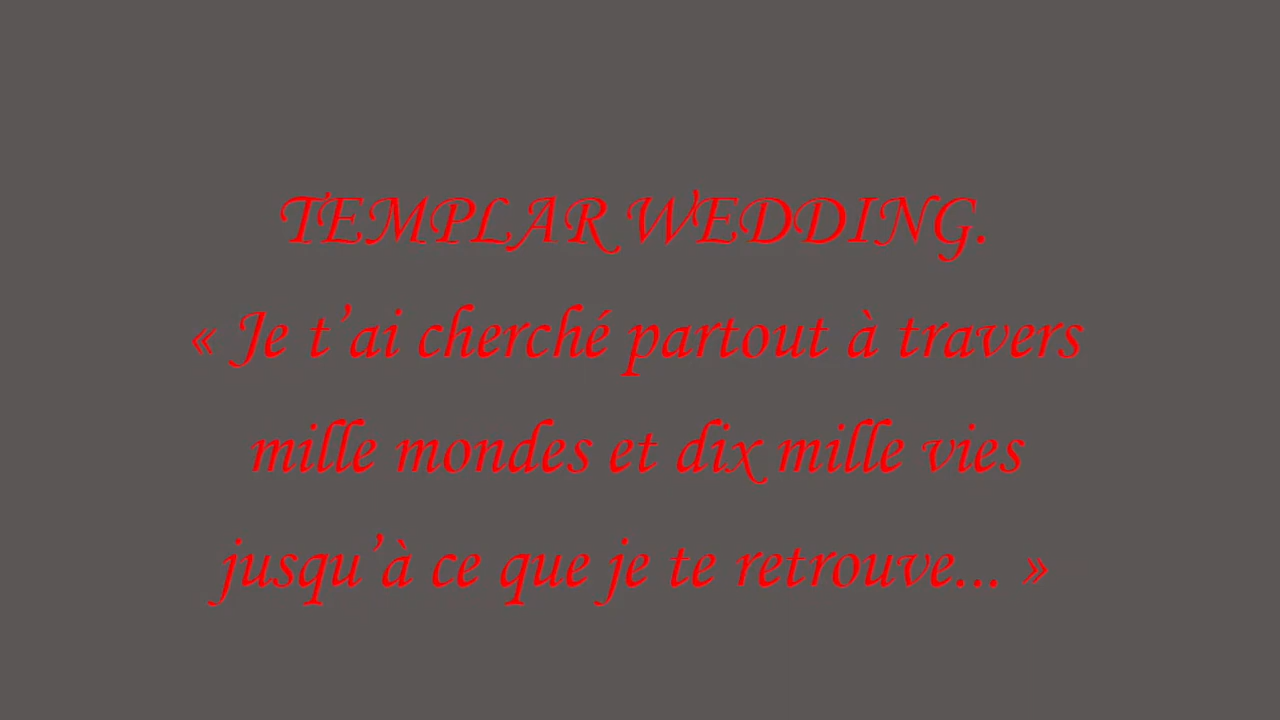 TEMPLAR WEDDING.
« Je t’ai cherché partout à travers
mille mondes et dix mille vies
jusqu’à ce que je te retrouve... »